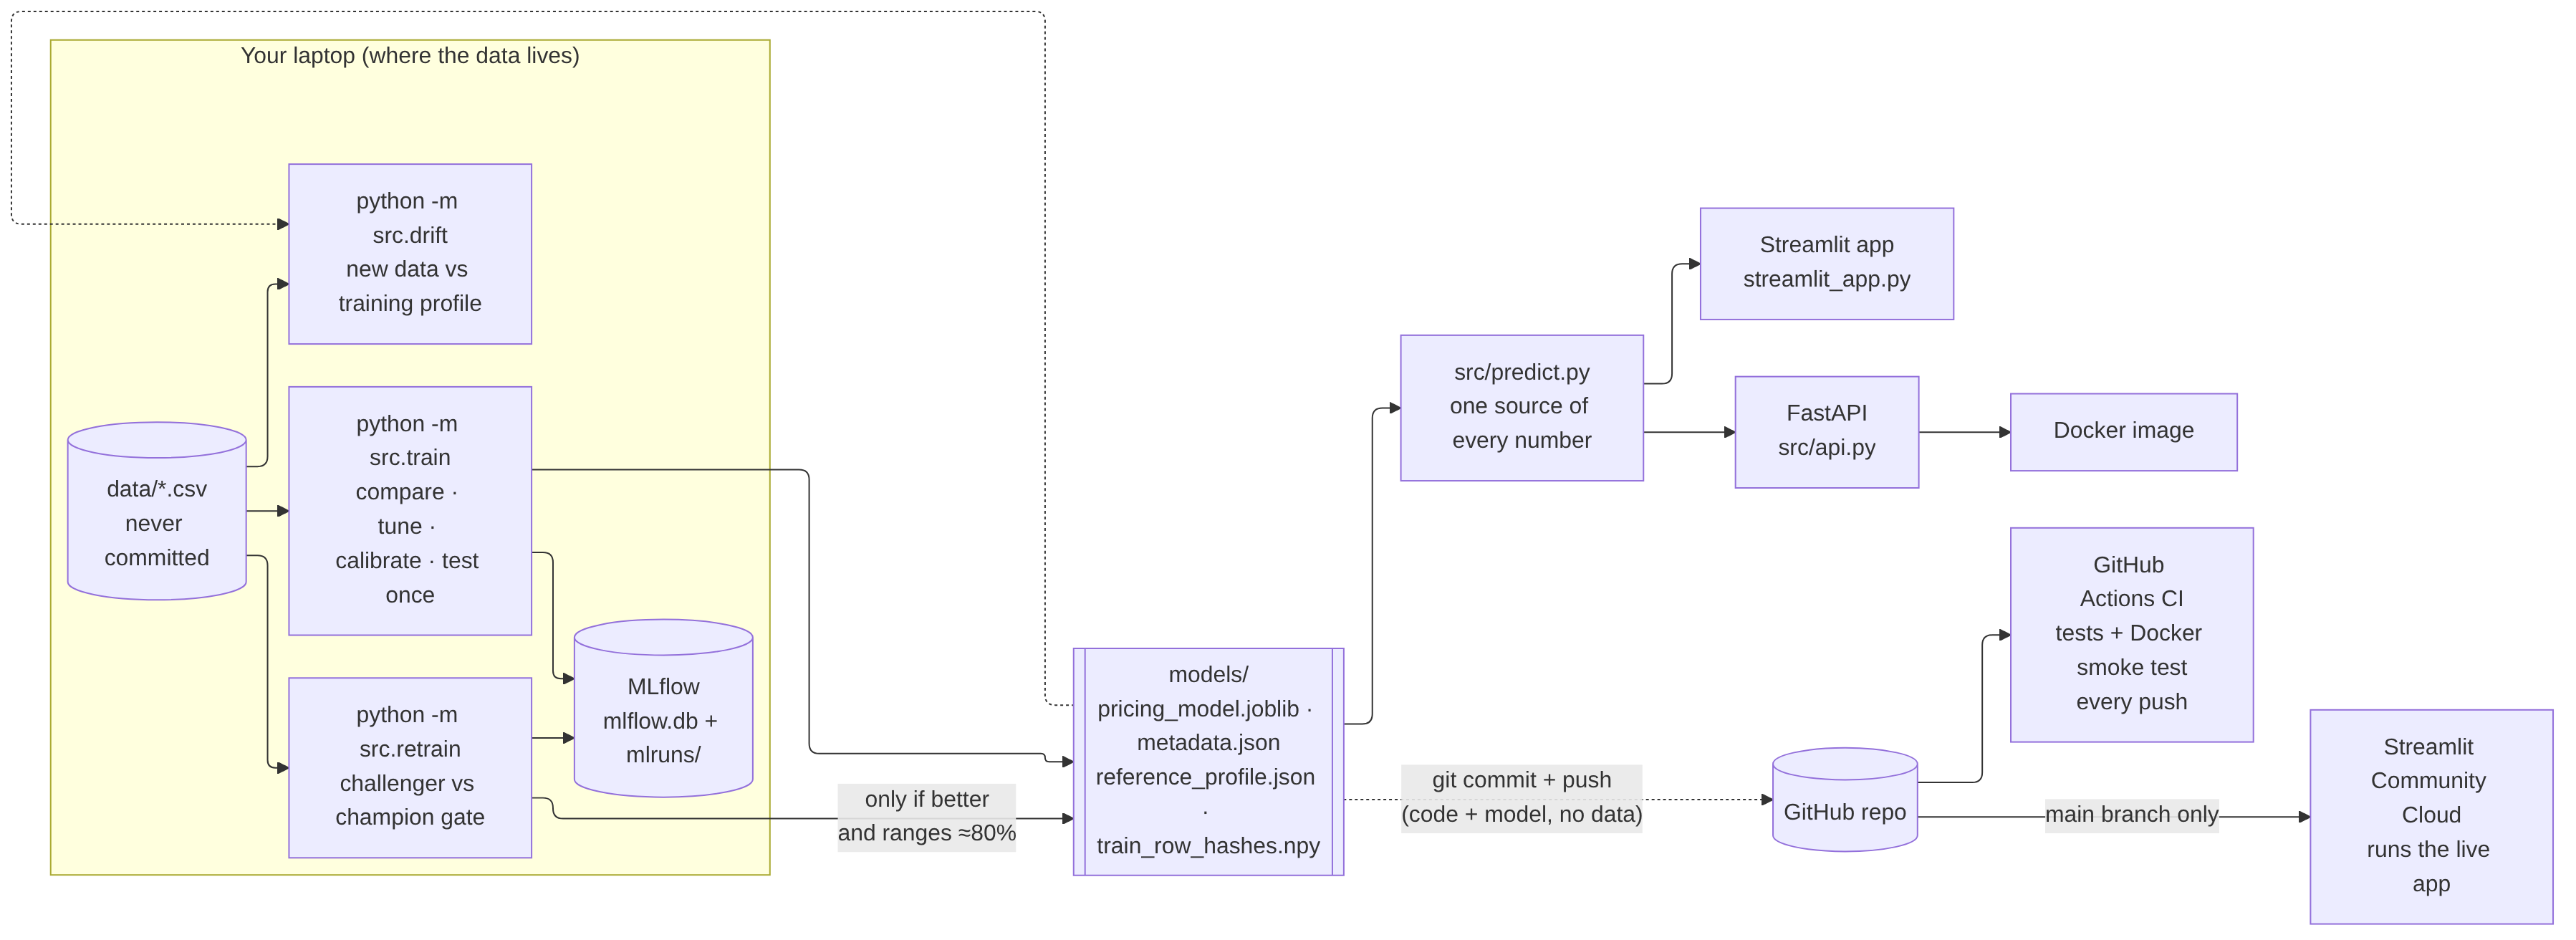 Your laptop (where the data lives)
python -m
src.drift
new data vs
training profile
data/*.csv
never
committed
python -m
src.train
compare ·
tune ·
calibrate · test
once
python -m
src.retrain
challenger vs
champion gate
MLflow
mlflow.db +
mlruns/
only if better
and ranges ≈80%
models/
pricing_model.joblib ·
metadata.json
reference_profile.json
·
train_row_hashes.npy
src/predict.py
one source of
every number
Streamlit app
streamlit_app.py
FastAPI
src/api.py
Docker image
git commit + push
(code + model, no data)
GitHub repo
GitHub
Actions CI
tests + Docker
smoke test
every push
main branch only
Streamlit
Community
Cloud
runs the live
app